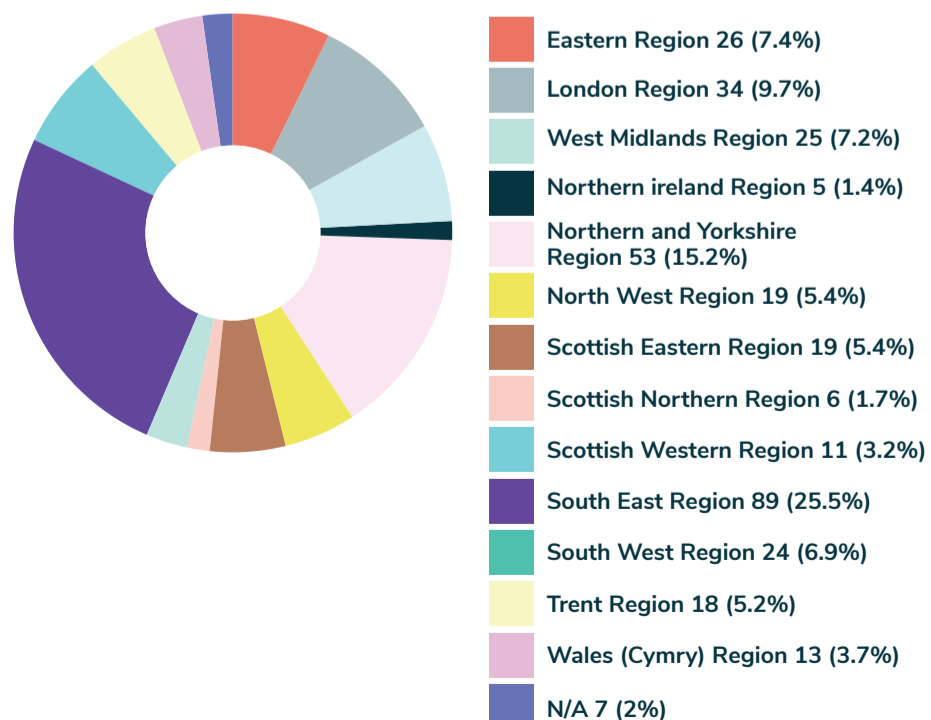 Eastern Region 26 (7.4%)
London Region 34 (9.7%)
West Midlands Region 25 (7.2%)
Northern ireland Region 5 (1.4%)
Northern and Yorkshire
Region 53 (15.2%)
North West Region 19 (5.4%)
Scottish Eastern Region 19 (5.4%)
Scottish Northern Region 6 (1.7%)
Scottish Western Region 11 (3.2%)
South East Region 89 (25.5%)
South West Region 24 (6.9%)
Trent Region 18 (5.2%)
Wales (Cymry) Region 13 (3.7%)
N/A 7 (2%)